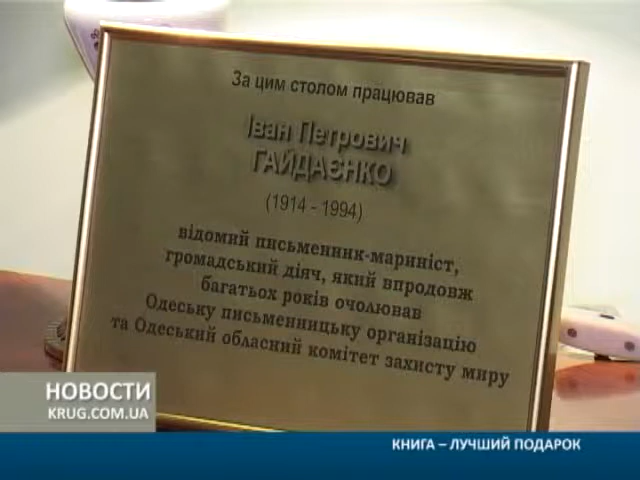 За цим столом працював
Іван Петрович
ГАЙДАЄНКО
(1914 - 1994)
відомий письменник-мариніст,
громадський діяч, який впродовж
багатьох років очолював
Одеську письменницьку організацію
та Одеський обласний комітет захисту миру
НОВОСТИ
KRUG.COM.UA
КНИГА – ЛУЧШИЙ ПОДАРОК